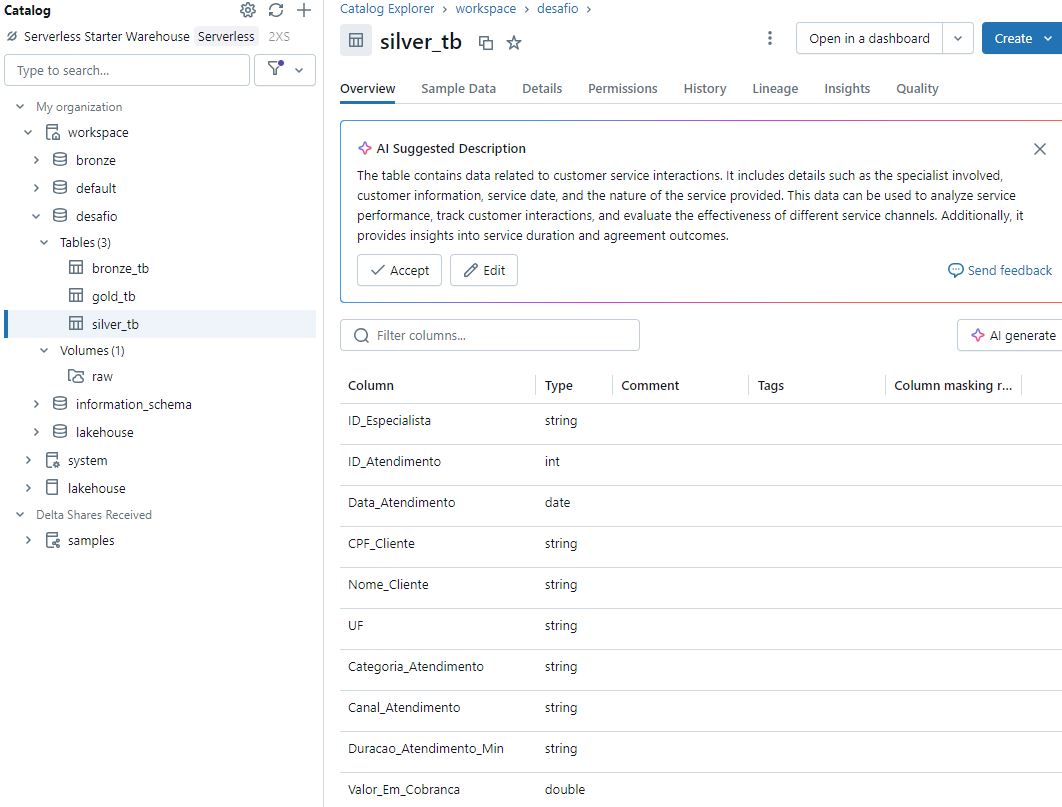 Catalog
Serverless Starter Warehouse Serverless 2XS
Type to search...
My organization
workspace
bronze
default
desafio
Tables (3)
bronze_tb
gold_tb
silver_tb
Volumes (1)
raw
information_schema
lakehouse
system
lakehouse
Delta Shares Received
samples
Catalog Explorer > workspace > desafio >
silver_tb
Open in a dashboard
Create
Overview Sample Data Details Permissions History Lineage Insights Quality
AI Suggested Description
The table contains data related to customer service interactions. It includes details such as the specialist involved,
customer information, service date, and the nature of the service provided. This data can be used to analyze service
performance, track customer interactions, and evaluate the effectiveness of different service channels. Additionally, it
provides insights into service duration and agreement outcomes.
Accept Edit Send feedback
Filter columns...
AI generate
Column Type Comment Tags Column masking r...
ID_Especialista string
ID_Atendimento int
Data_Atendimento date
CPF_Cliente string
Nome_Cliente string
UF string
Categoria_Atendimento string
Canal_Atendimento string
Duracao_Atendimento_Min string
Valor_Em_Cobranca double